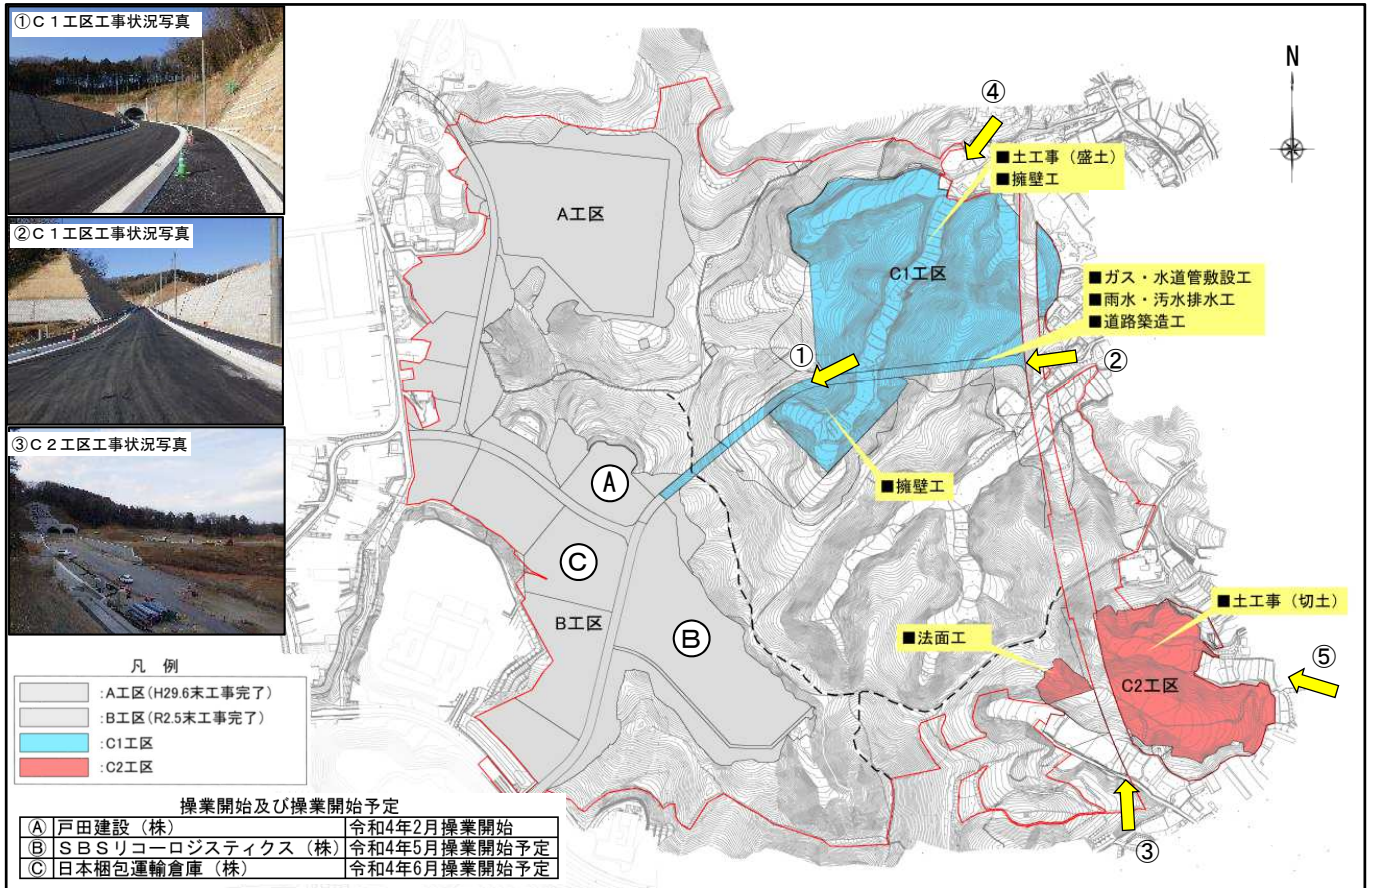 ①C1工区工事状況写真
②C1工区工事状況写真
③C2工区工事状況写真
N
④
■土工事（盛土）
■擁壁工
A工区
C1工区
■ガス・水道管敷設工
■雨水・汚水排水工
■道路築造工
①
②
Ⓐ
■擁壁工
Ⓒ
B工区
Ⓑ
■土工事（切土）
■法面工
⑤
C2工区
③
凡 例
:A工区(H29.6末工事完了)
:B工区(R2.5末工事完了)
:C1工区
:C2工区
操業開始及び操業開始予定
Ⓐ 戸田建設（株） 令和4年2月操業開始
Ⓑ SBSリコーロジスティクス（株） 令和4年5月操業開始予定
Ⓒ 日本梱包運輸倉庫（株） 令和4年6月操業開始予定